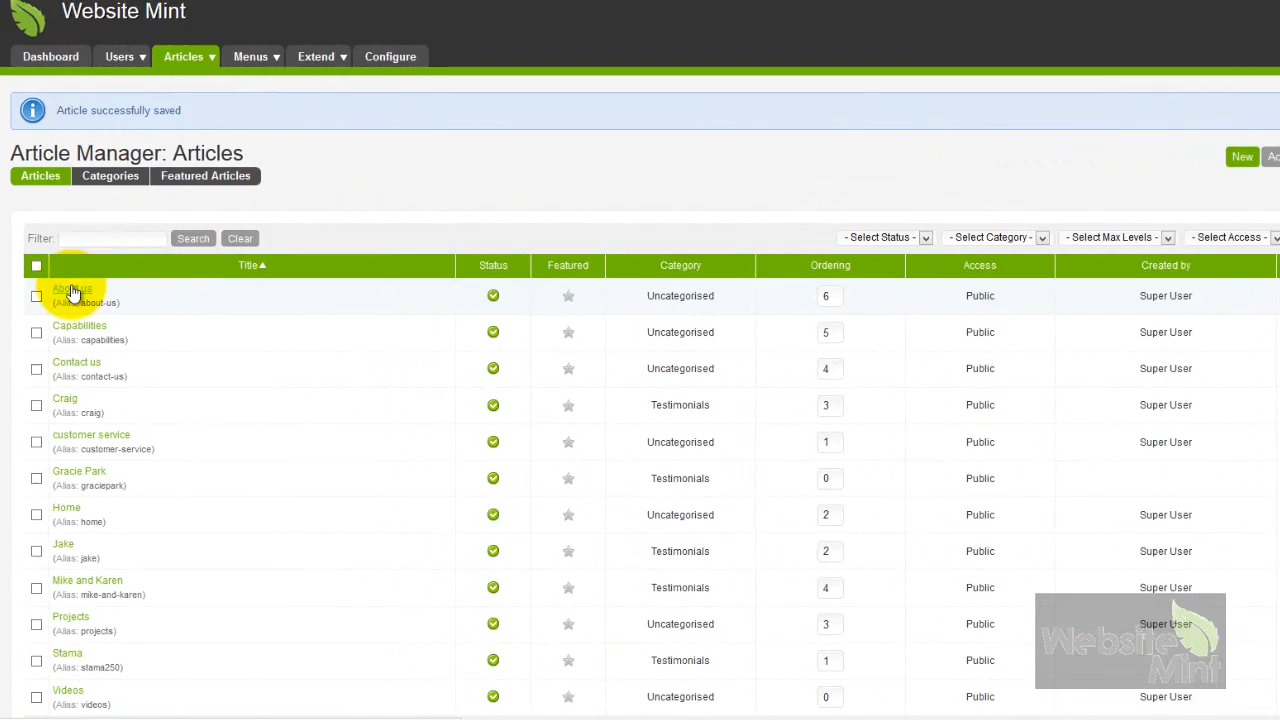 Website Mint
Dashboard Users Articles Menus Extend Configure
Article successfully saved
Article Manager: Articles
New
Articles Categories Featured Articles
Filter: Search Clear - Select Status - - Select Category - - Select Max Levels - - Select Access -
Title Status Featured Category Ordering Access Created by
About us
(Alias: about-us) Uncategorised 6 Public Super User
Capabilities
(Alias: capabilities) Uncategorised 5 Public Super User
Contact us
(Alias: contact-us) Uncategorised 4 Public Super User
Craig
(Alias: craig) Testimonials 3 Public Super User
customer service
(Alias: customer-service) Uncategorised 1 Public Super User
Gracie Park
(Alias: graciepark) Testimonials 0 Public
Home
(Alias: home) Uncategorised 2 Public Super User
Jake
(Alias: jake) Testimonials 2 Public Super User
Mike and Karen
(Alias: mike-and-karen) Testimonials 4 Public Super User
Projects
(Alias: projects) Uncategorised 3 Public Super User
Stama
(Alias: stama250) Testimonials 1 Public Super User
Videos
(Alias: videos) Uncategorised 0 Public Super User
Website
Mint